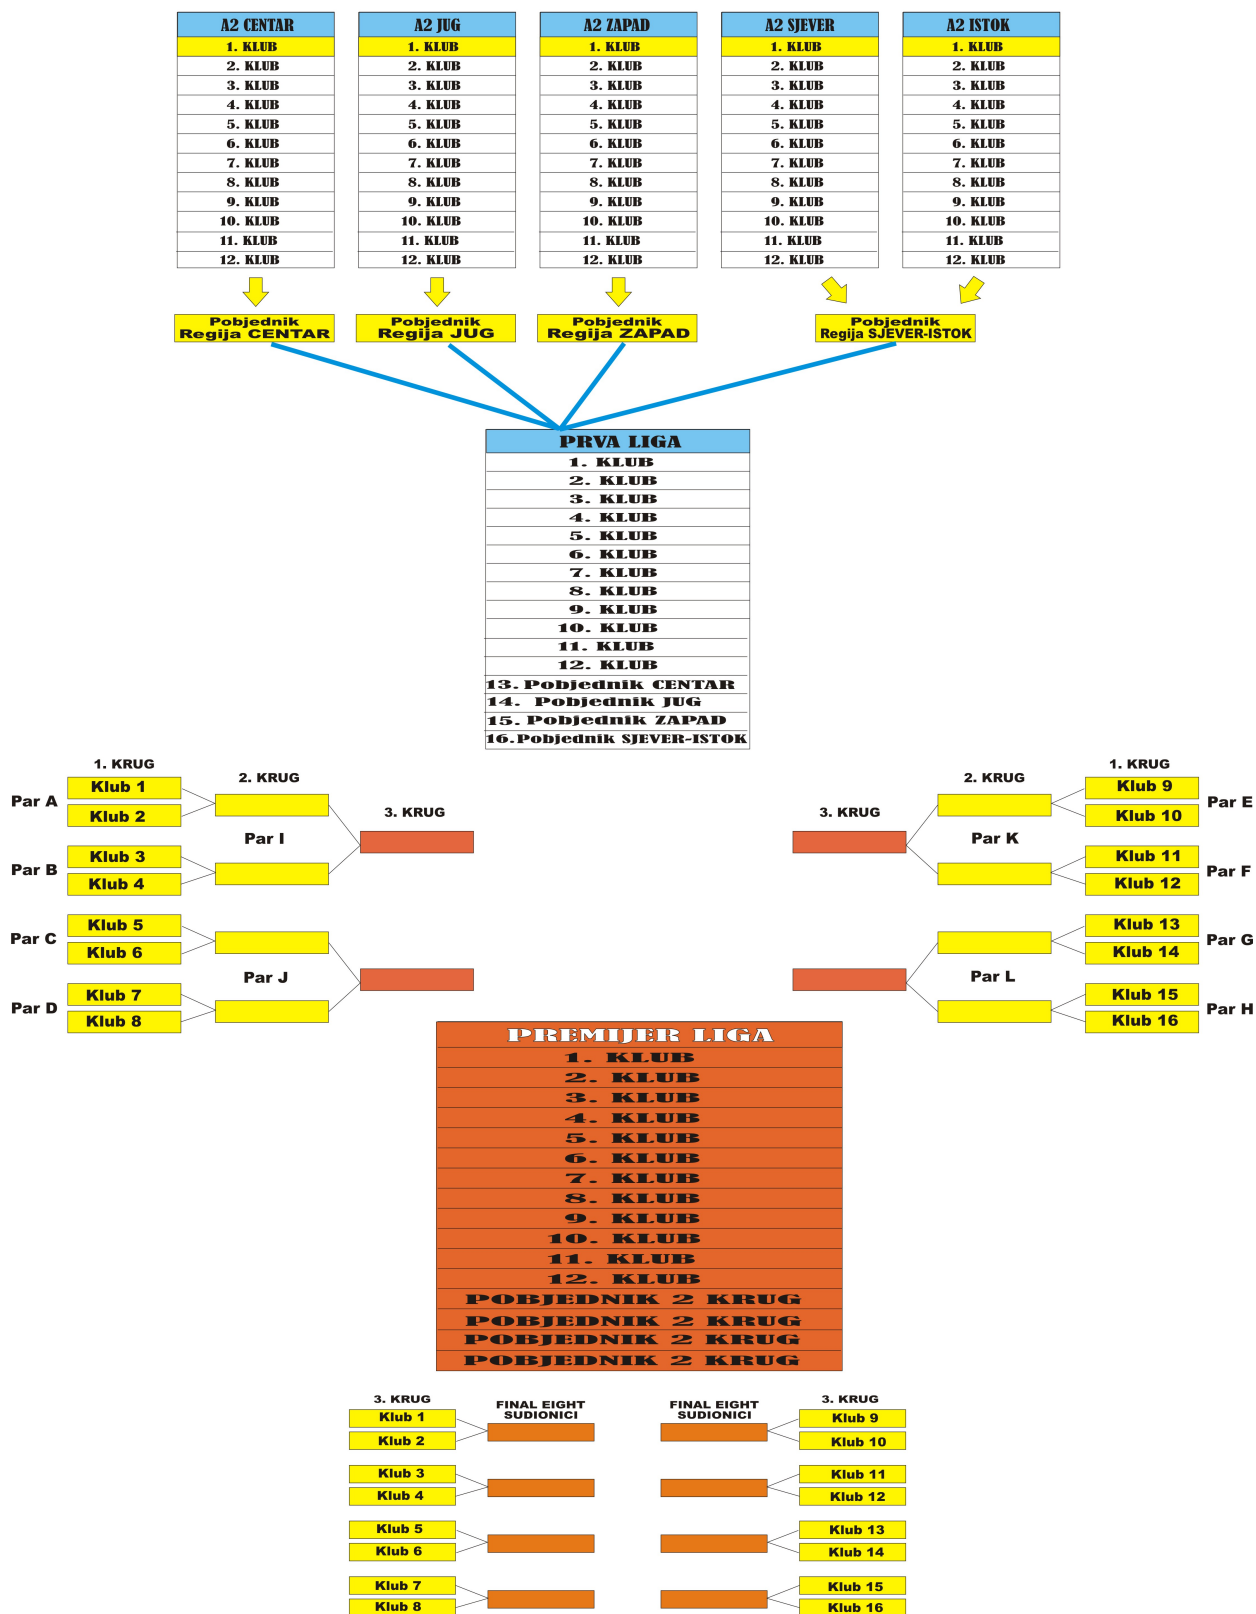 A2 CENTAR
1. KLUB
2. KLUB
3. KLUB
4. KLUB
5. KLUB
6. KLUB
7. KLUB
8. KLUB
9. KLUB
10. KLUB
11. KLUB
12. KLUB
A2 JUG
1. KLUB
2. KLUB
3. KLUB
4. KLUB
5. KLUB
6. KLUB
7. KLUB
8. KLUB
9. KLUB
10. KLUB
11. KLUB
12. KLUB
A2 ZAPAD
1. KLUB
2. KLUB
3. KLUB
4. KLUB
5. KLUB
6. KLUB
7. KLUB
8. KLUB
9. KLUB
10. KLUB
11. KLUB
12. KLUB
A2 SJEVER
1. KLUB
2. KLUB
3. KLUB
4. KLUB
5. KLUB
6. KLUB
7. KLUB
8. KLUB
9. KLUB
10. KLUB
11. KLUB
12. KLUB
A2 ISTOK
1. KLUB
2. KLUB
3. KLUB
4. KLUB
5. KLUB
6. KLUB
7. KLUB
8. KLUB
9. KLUB
10. KLUB
11. KLUB
12. KLUB
Pobjednik
Regija CENTAR
Pobjednik
Regija JUG
Pobjednik
Regija ZAPAD
Pobjednik
Regija SJEVER-ISTOK
PRVA LIGA
1. KLUB
2. KLUB
3. KLUB
4. KLUB
5. KLUB
6. KLUB
7. KLUB
8. KLUB
9. KLUB
10. KLUB
11. KLUB
12. KLUB
13. Pobjednik CENTAR
14. Pobjednik JUG
15. Pobjednik ZAPAD
16.Pobjednik SJEVER-ISTOK
1. KRUG
2. KRUG
3. KRUG
Par A
Klub 1
Klub 2
Par I
Par B
Klub 3
Klub 4
Par C
Klub 5
Klub 6
Par J
Par D
Klub 7
Klub 8
3. KRUG
2. KRUG
1. KRUG
Klub 9
Klub 10
Par E
Par K
Klub 11
Klub 12
Par F
Klub 13
Klub 14
Par G
Par L
Klub 15
Klub 16
Par H
PREMIJER LIGA
1. KLUB
2. KLUB
3. KLUB
4. KLUB
5. KLUB
6. KLUB
7. KLUB
8. KLUB
9. KLUB
10. KLUB
11. KLUB
12. KLUB
POBJEDNIK 2 KRUG
POBJEDNIK 2 KRUG
POBJEDNIK 2 KRUG
POBJEDNIK 2 KRUG
3. KRUG
Klub 1
Klub 2
Klub 3
Klub 4
Klub 5
Klub 6
Klub 7
Klub 8
FINAL EIGHT
SUDIONICI
FINAL EIGHT
SUDIONICI
3. KRUG
Klub 9
Klub 10
Klub 11
Klub 12
Klub 13
Klub 14
Klub 15
Klub 16